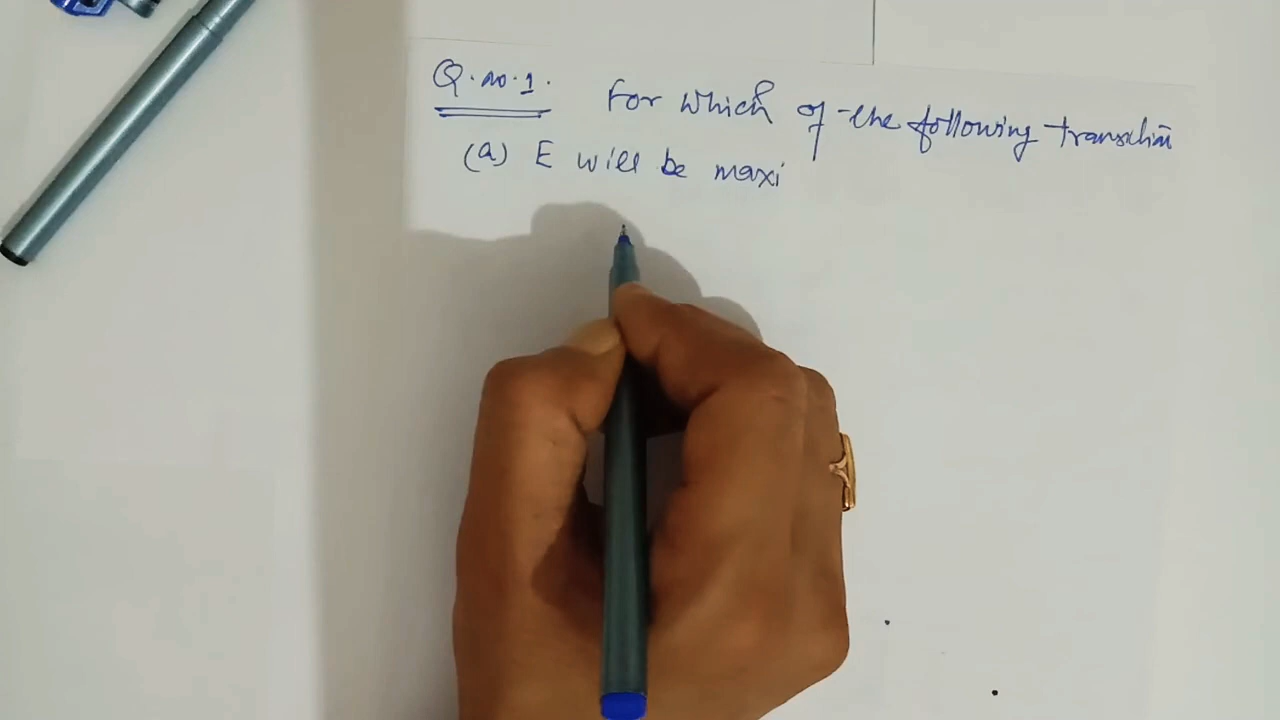 Q.no.1. For which of the following transition
(a) E will be maxi